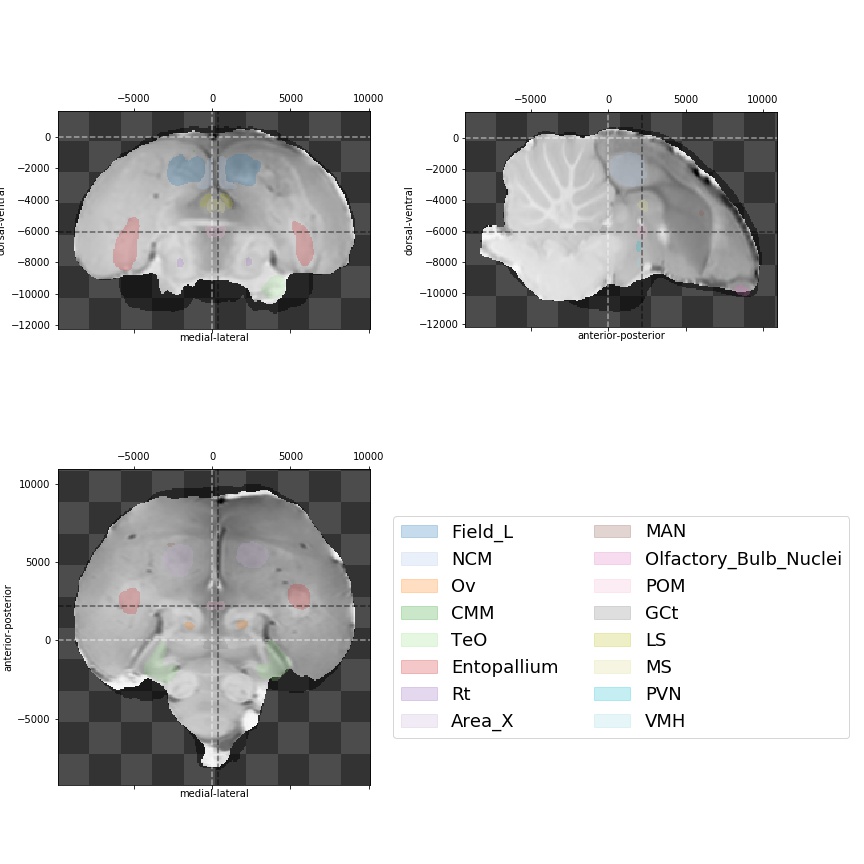 −5000 0 5000 10000
0
−2000
−4000
−6000
−8000
−10000
−12000
dorsal-ventral
medial-lateral
−5000 0 5000 10000
0
−2000
−4000
−6000
−8000
−10000
−12000
dorsal-ventral
anterior-posterior
−5000 0 5000 10000
10000
5000
0
−5000
anterior-posterior
medial-lateral
Field_L
NCM
Ov
CMM
TeO
Entopallium
Rt
Area_X
MAN
Olfactory_Bulb_Nuclei
POM
GCt
LS
MS
PVN
VMH